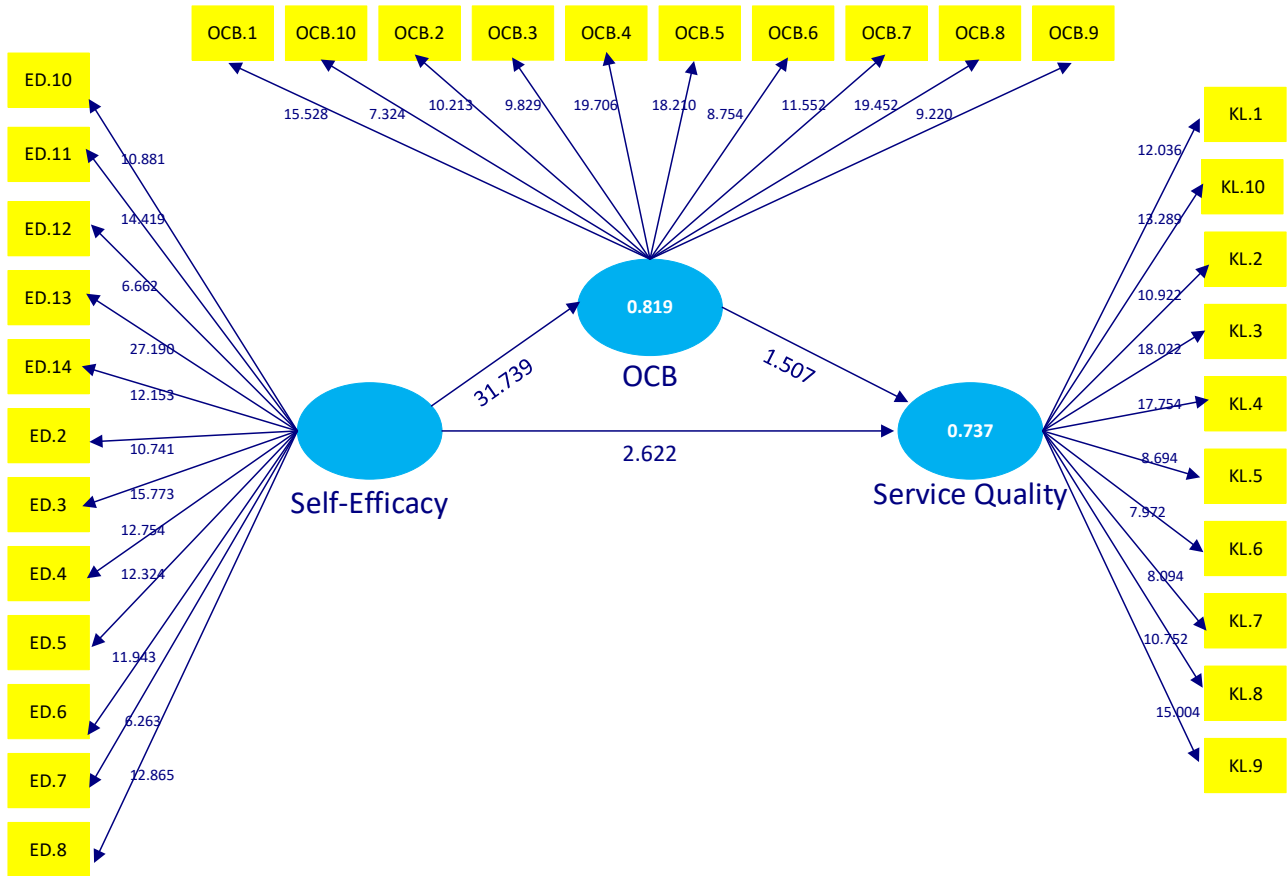 OCB.1
OCB.10
OCB.2
OCB.3
OCB.4
OCB.5
OCB.6
OCB.7
OCB.8
OCB.9
15.528
7.324
10.213
9.829
19.706
18.210
8.754
11.552
19.452
9.220
ED.10
ED.11
ED.12
ED.13
ED.14
ED.2
ED.3
ED.4
ED.5
ED.6
ED.7
ED.8
10.881
14.419
6.662
27.190
12.153
10.741
15.773
12.754
12.324
11.943
6.263
12.865
Self-Efficacy
31.739
0.819
OCB
1.507
2.622
0.737
Service Quality
12.036
13.289
10.922
18.022
17.754
8.694
7.972
8.094
10.752
15.004
KL.1
KL.10
KL.2
KL.3
KL.4
KL.5
KL.6
KL.7
KL.8
KL.9